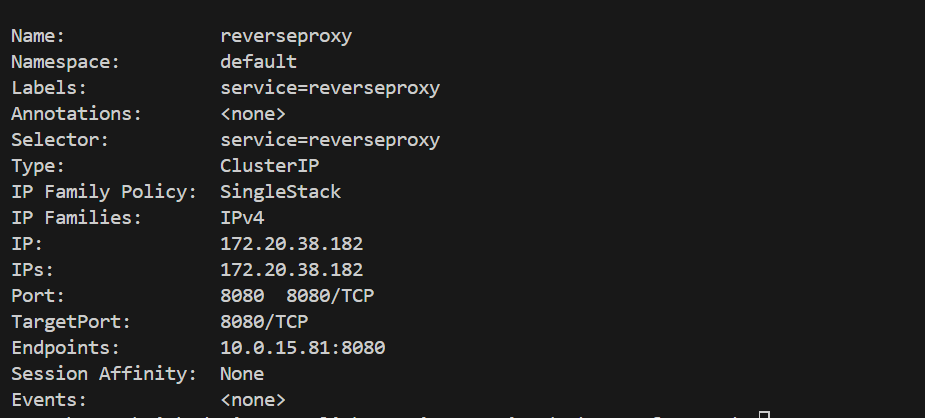 Name: reverseproxy
Namespace: default
Labels: service=reverseproxy
Annotations: <none>
Selector: service=reverseproxy
Type: ClusterIP
IP Family Policy: SingleStack
IP Families: IPv4
IP: 172.20.38.182
IPs: 172.20.38.182
Port: 8080 8080/TCP
TargetPort: 8080/TCP
Endpoints: 10.0.15.81:8080
Session Affinity: None
Events: <none>